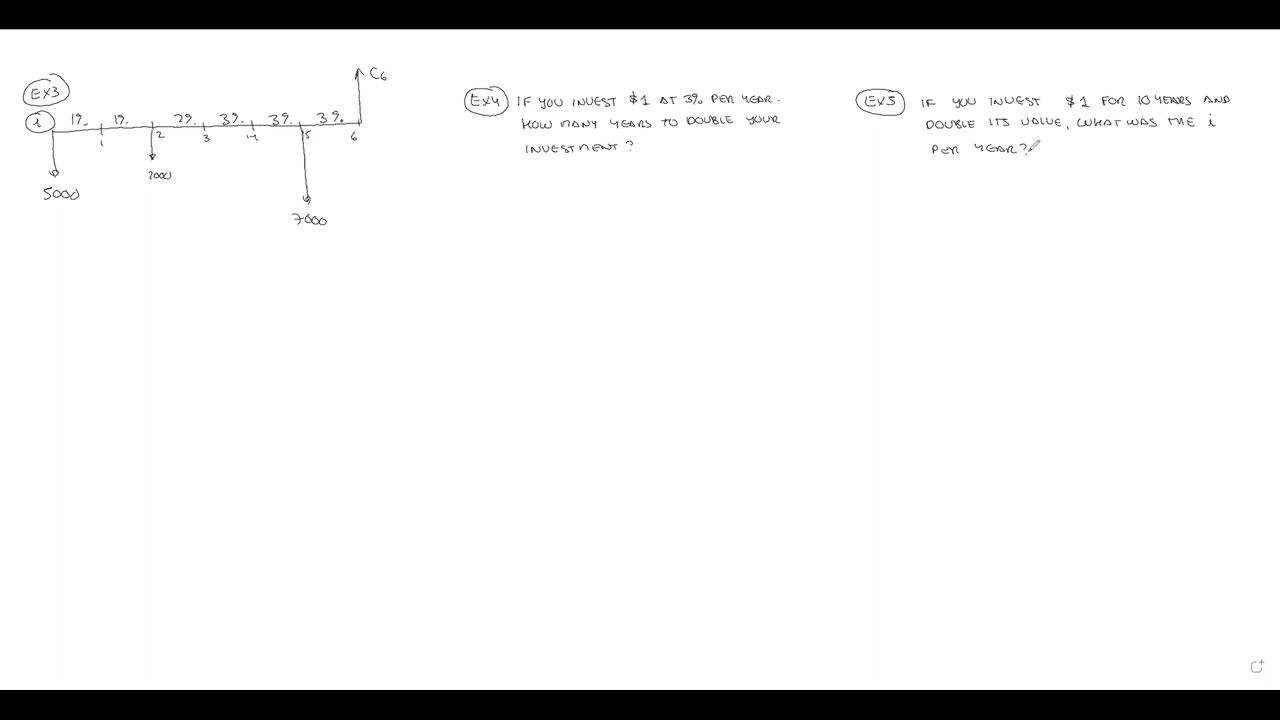 EX3
C6
i 1% 1% 2% 3% 3% 3%
1 2 3 4 5 6
5000
7000
EX4 IF YOU INVEST $1 AT 3% PER YEAR.
HOW MANY YEARS TO DOUBLE YOUR
INVESTMENT?
EX5 IF YOU INVEST $1 FOR 10 YEARS AND
DOUBLE ITS VALUE, WHAT WAS THE i
PER YEAR?